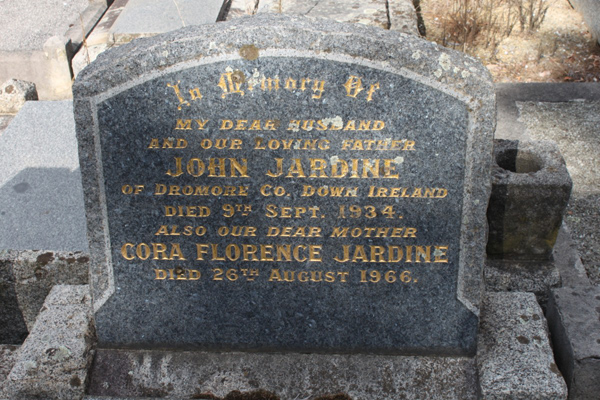 In Memory Of
MY DEAR HUSBAND
AND OUR LOVING FATHER
JOHN JARDINE
OF DROMORE CO. DOWN IRELAND
DIED 9TH SEPT. 1934.
ALSO OUR DEAR MOTHER
CORA FLORENCE JARDINE
DIED 26TH AUGUST 1966.